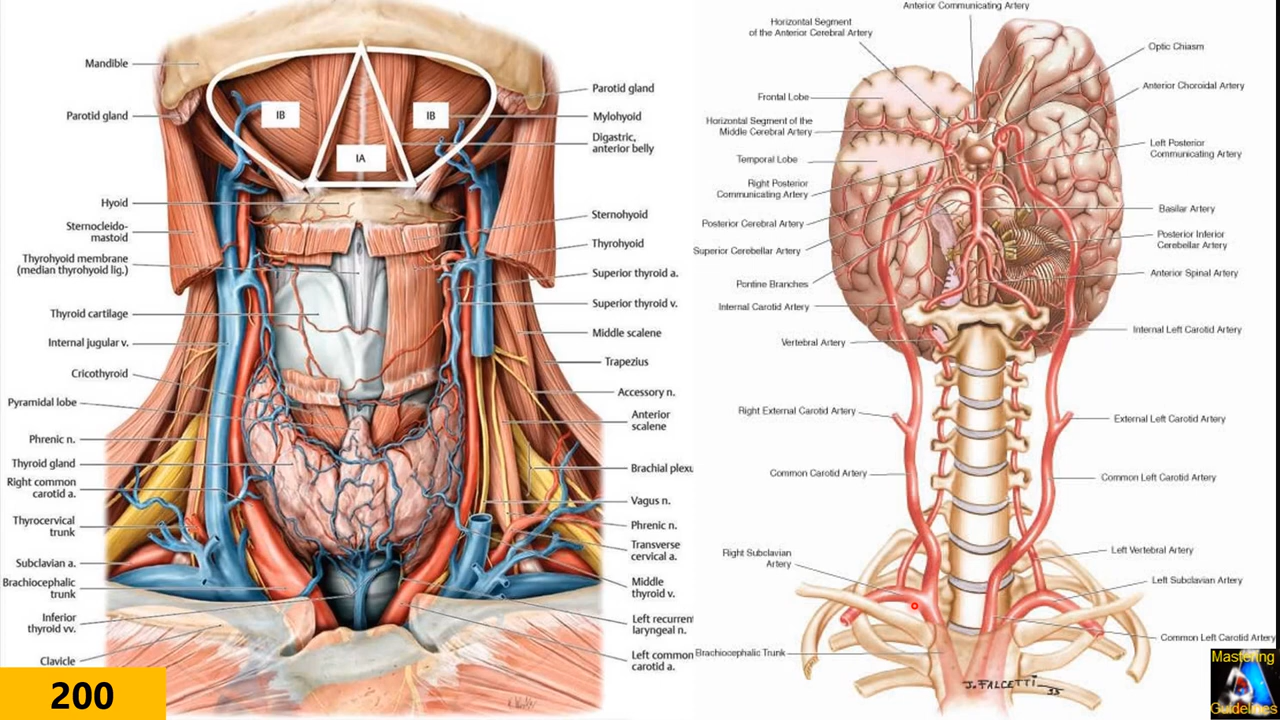 Mandible
Parotid gland
Hyoid
Sternocleido-
mastoid
Thyrohyoid membrane
(median thyrohyoid lig.)
Thyroid cartilage
Internal jugular v.
Cricothyroid
Pyramidal lobe
Phrenic n.
Thyroid gland
Right common
carotid a.
Thyrocervical
trunk
Subclavian a.
Brachiocephalic
trunk
Inferior
thyroid vv.
Clavicle
IB
IB
IA
Parotid gland
Mylohyoid
Digastric,
anterior belly
Sternohyoid
Thyrohyoid
Superior thyroid a.
Superior thyroid v.
Middle scalene
Trapezius
Accessory n.
Anterior
scalene
Brachial plexu
Vagus n.
Phrenic n.
Transverse
cervical a.
Middle
thyroid v.
Left recurren
laryngeal n.
Left common
carotid a.
200
Anterior Communicating Artery
Horizontal Segment
of the Anterior Cerebral Artery
Frontal Lobe
Horizontal Segment of the
Middle Cerebral Artery
Temporal Lobe
Right Posterior
Communicating Artery
Posterior Cerebral Artery
Superior Cerebellar Artery
Pontine Branches
Internal Carotid Artery
Vertebral Artery
Right External Carotid Artery
Common Carotid Artery
Right Subclavian
Artery
Brachiocephalic Trunk
Optic Chiasm
Anterior Choroidal Artery
Left Posterior
Communicating Artery
Basilar Artery
Posterior Inferior
Cerebellar Artery
Anterior Spinal Artery
Internal Left Carotid Artery
External Left Carotid Artery
Common Left Carotid Artery
Left Vertebral Artery
Left Subclavian Artery
Common Left Carotid Artery
J. FALCETTI
Mastering
Guidelines